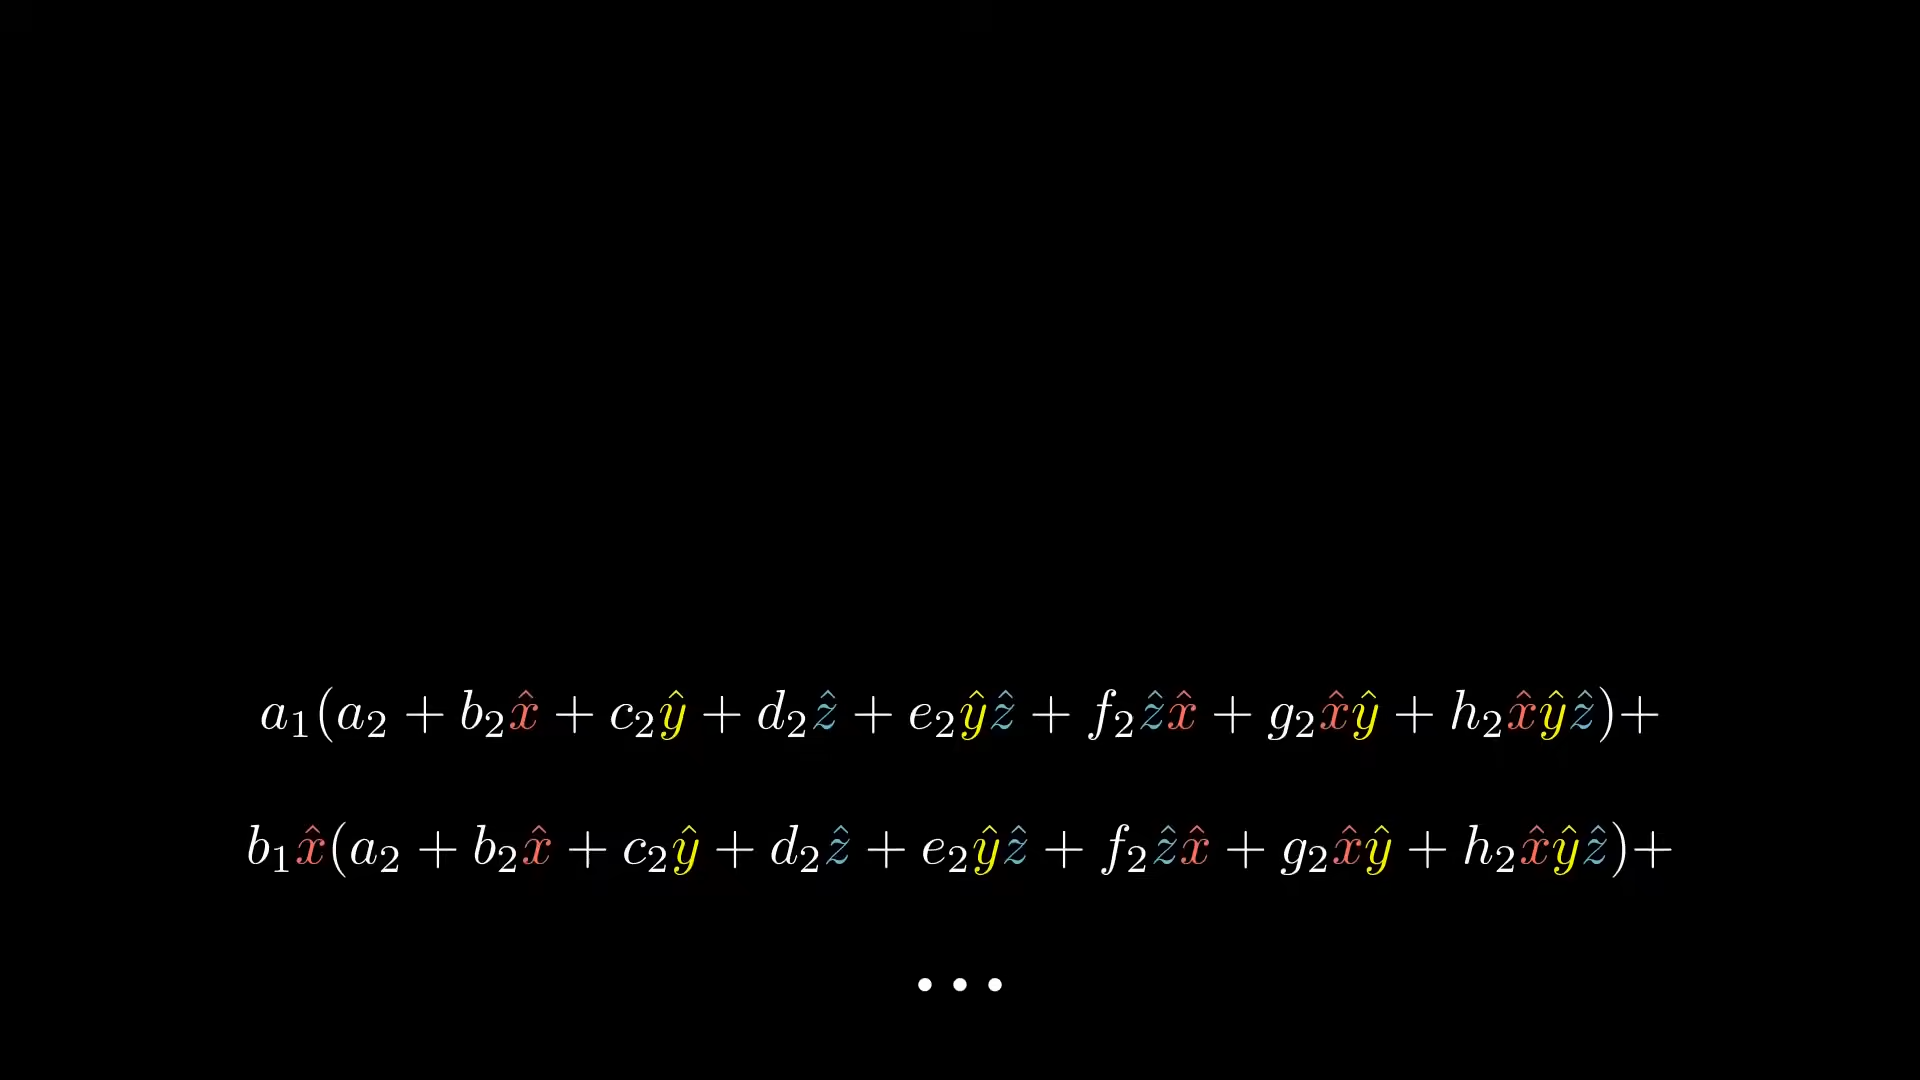 a₁(a₂ + b₂x̂ + c₂ŷ + d₂ẑ + e₂ŷẑ + f₂ẑx̂ + g₂x̂ŷ + h₂x̂ŷẑ)+
b₁x̂(a₂ + b₂x̂ + c₂ŷ + d₂ẑ + e₂ŷẑ + f₂ẑx̂ + g₂x̂ŷ + h₂x̂ŷẑ)+
...